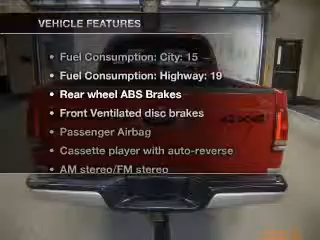 VEHICLE FEATURES
• Fuel Consumption: City: 15
• Fuel Consumption: Highway: 19
• Rear wheel ABS Brakes
• Front Ventilated disc brakes
• Passenger Airbag
• Cassette player with auto-reverse
• AM stereo/FM stereo